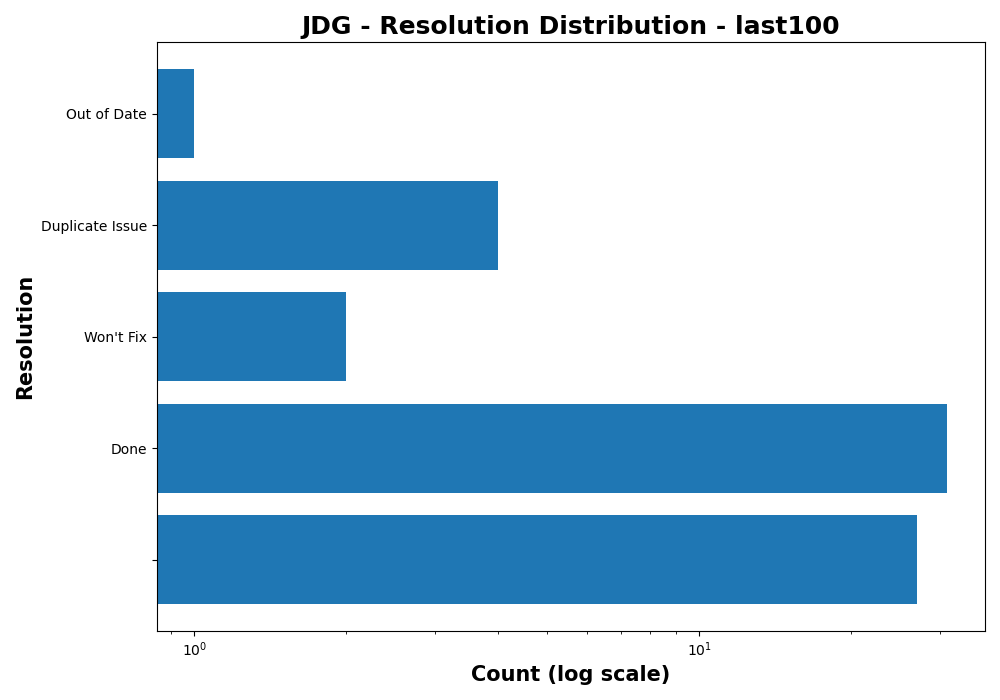 JDG - Resolution Distribution - last100
Resolution
Out of Date
Duplicate Issue
Won't Fix
Done
10⁰
10¹
Count (log scale)